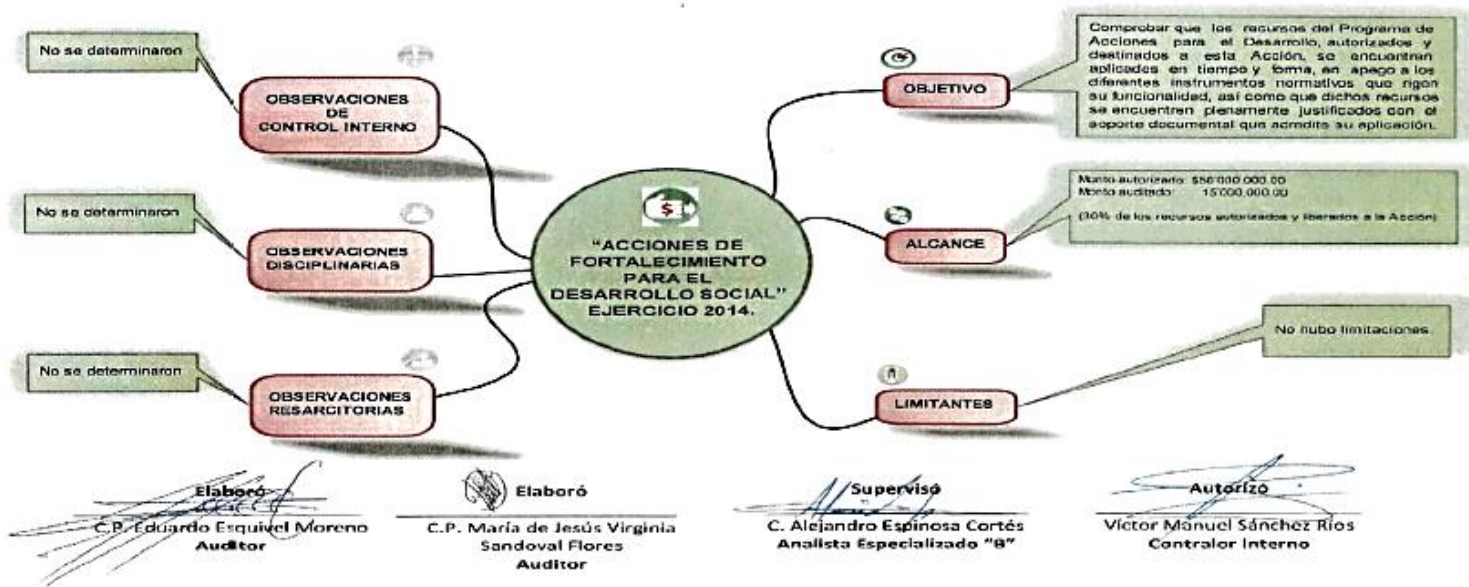 No se determinaron
OBSERVACIONES
DE
CONTROL INTERNO
No se determinaron
OBSERVACIONES
DISCIPLINARIAS
No se determinaron
OBSERVACIONES
RESARCITORIAS
$
"ACCIONES DE
FORTALECIMIENTO
PARA EL
DESARROLLO SOCIAL"
EJERCICIO 2014.
OBJETIVO
Comprobar que los recursos del Programa de
Acciones para el Desarrollo, autorizados y
destinados a esta Acción, se encuentran
aplicados en tiempo y forma, en apego a los
diferentes instrumentos normativos que rigen
su funcionalidad, así como que dichos recursos
se encuentren plenamente justificados con el
soporte documental que acredite su aplicación.
ALCANCE
Monto autorizado: $50'000,000.00
Monto auditado: 15'000,000.00
(30% de los recursos autorizados y liberados a la Acción)
LIMITANTES
No hubo limitaciones.
Elaboró
C.P. Eduardo Esquivel Moreno
Auditor
Elaboró
C.P. María de Jesús Virginia
Sandoval Flores
Auditor
Supervisó
C. Alejandro Espinosa Cortés
Analista Especializado "B"
Autorizó
Víctor Manuel Sánchez Ríos
Contralor Interno